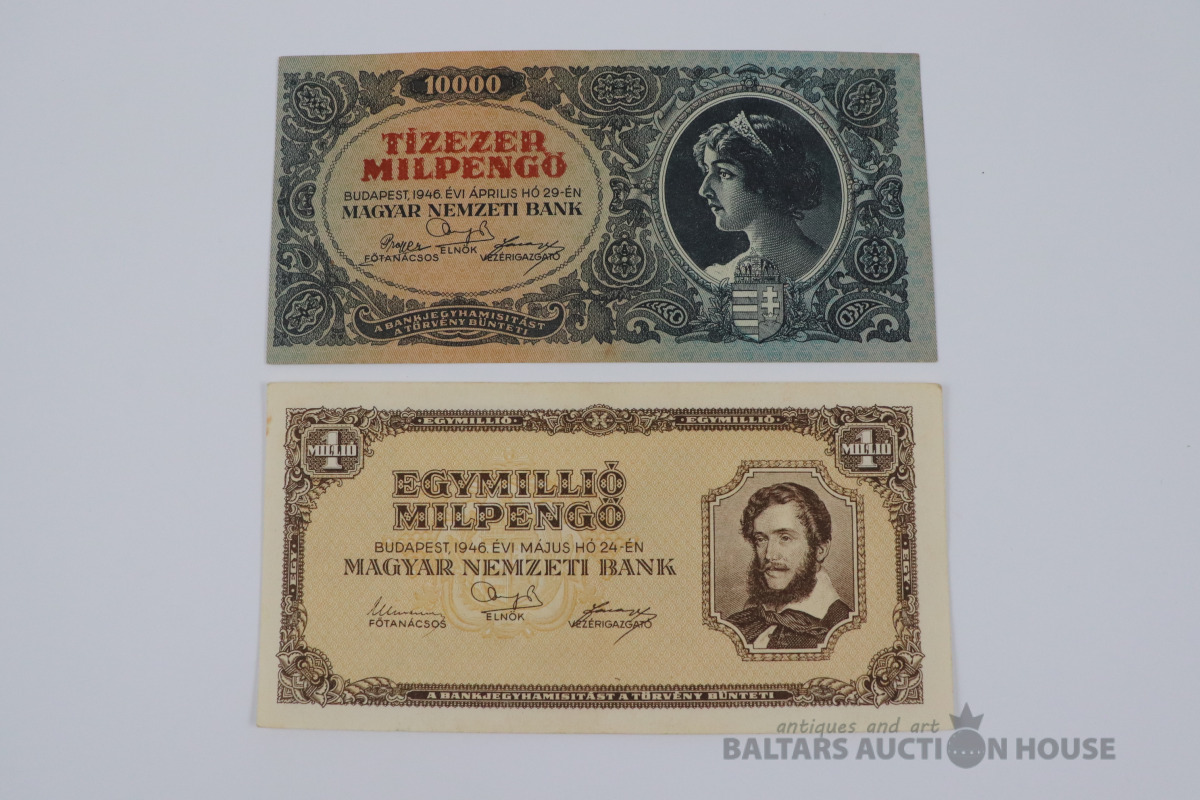 10000
TÍZEZER
MILPENGŐ
BUDAPEST, 1946. ÉVI ÁPRILIS HÓ 29-ÉN
MAGYAR NEMZETI BANK
FŐTANÁCSOS ELNÖK VEZÉRIGAZGATÓ
A BANKJEGYHAMISITÁST
A TÖRVÉNY BÜNTETI
EGYMILLIÓ EGYMILLIÓ
1 MILLIÓ
1 MILLIÓ
EGYMILLIÓ
MILPENGŐ
BUDAPEST, 1946. ÉVI MÁJUS HÓ 24-ÉN
MAGYAR NEMZETI BANK
FŐTANÁCSOS ELNÖK VEZÉRIGAZGATÓ
A BANKJEGYHAMISITÁST A TÖRVÉNY BÜNTETI
antiques and art
BALTARS AUCTION HOUSE